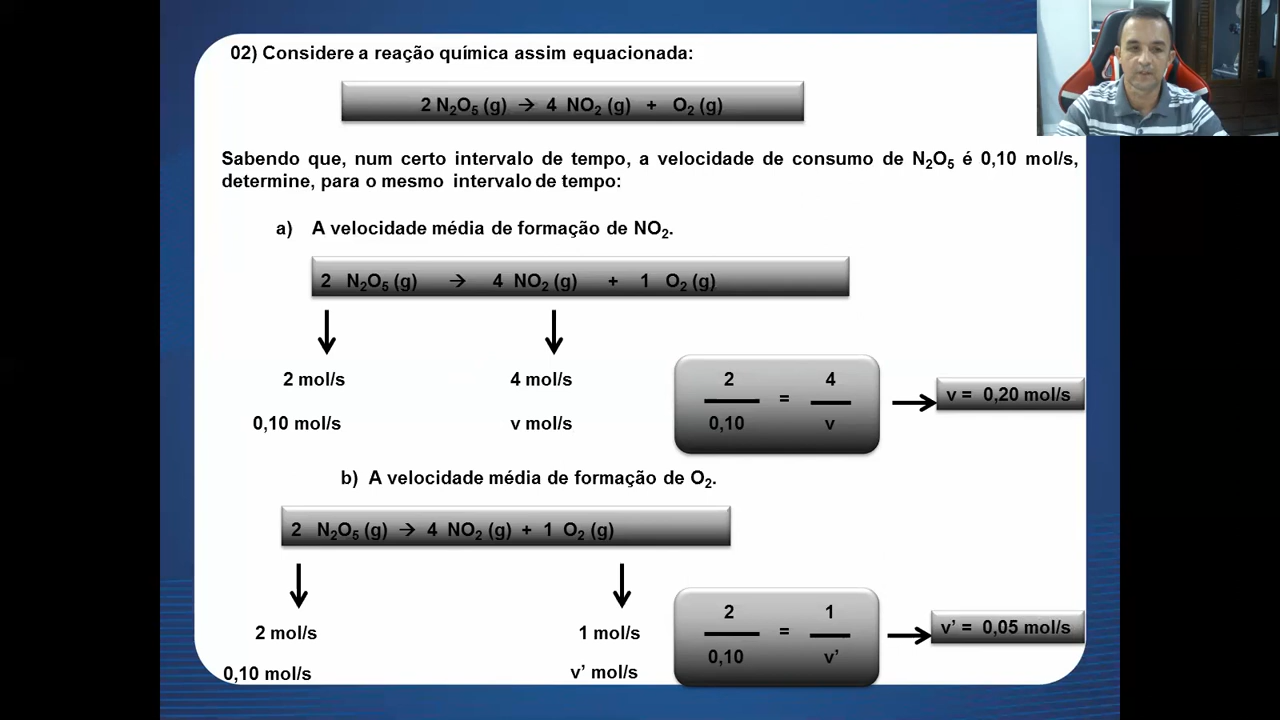 02) Considere a reação química assim equacionada:
2 N₂O₅ (g) → 4 NO₂ (g) + O₂ (g)
Sabendo que, num certo intervalo de tempo, a velocidade de consumo de N₂O₅ é 0,10 mol/s,
determine, para o mesmo intervalo de tempo:
a) A velocidade média de formação de NO₂.
2 N₂O₅ (g) → 4 NO₂ (g) + 1 O₂ (g)
2 mol/s 4 mol/s
0,10 mol/s v mol/s
2 4
= v = 0,20 mol/s
0,10 v
b) A velocidade média de formação de O₂.
2 N₂O₅ (g) → 4 NO₂ (g) + 1 O₂ (g)
2 mol/s 1 mol/s
0,10 mol/s v’ mol/s
2 1
= v’ = 0,05 mol/s
0,10 v’